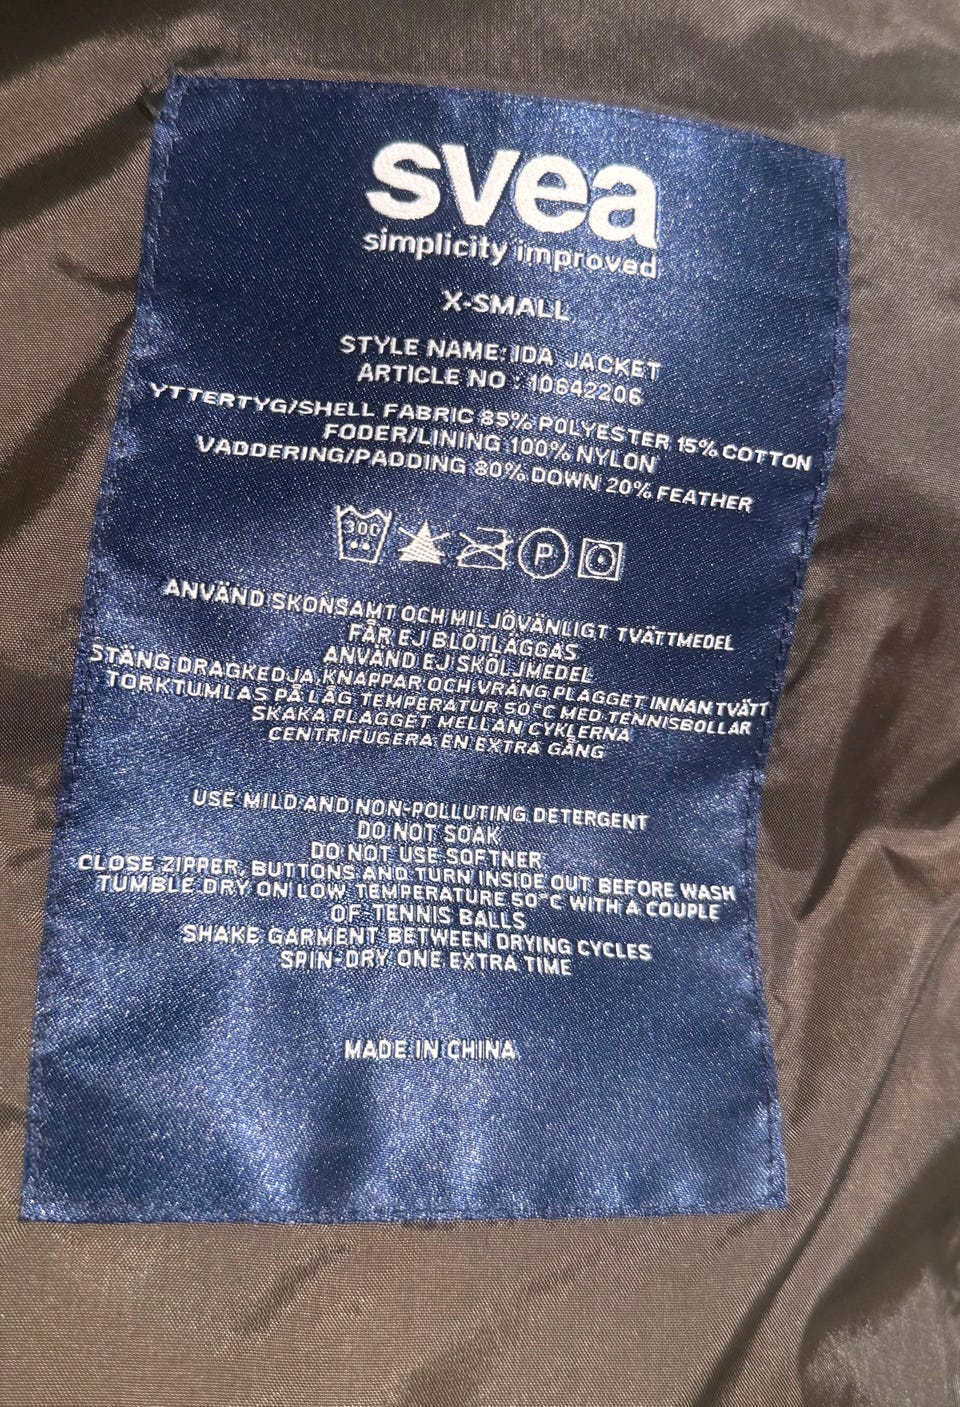 svea
simplicity improved
X-SMALL
STYLE NAME: IDA JACKET
ARTICLE NO : 10642206
YTTERTYG/SHELL FABRIC 85% POLYESTER 15% COTTON
FODER/LINING 100% NYLON
VADDERING/PADDING 80% DOWN 20% FEATHER
300 P
ANVÄND SKONSAMT OCH MILJÖVÄNLIGT TVÄTTMEDEL
FÅR EJ BLÖTLÄGGAS
ANVÄND EJ SKÖLJMEDEL
STÄNG DRAGKEDJA, KNAPPAR OCH VRÄNG PLAGGET INNAN TVÄTT
TORKTUMLAS PÅ LÅG TEMPERATUR 50°C MED TENNISBOLLAR
SKAKA PLAGGET MELLAN CYKLERNA
CENTRIFUGERA EN EXTRA GÅNG
USE MILD AND NON-POLLUTING DETERGENT
DO NOT SOAK
DO NOT USE SOFTNER
CLOSE ZIPPER, BUTTONS AND TURN INSIDE OUT BEFORE WASH
TUMBLE DRY ON LOW TEMPERATURE 50°C WITH A COUPLE
OF TENNIS BALLS
SHAKE GARMENT BETWEEN DRYING CYCLES
SPIN-DRY ONE EXTRA TIME
MADE IN CHINA